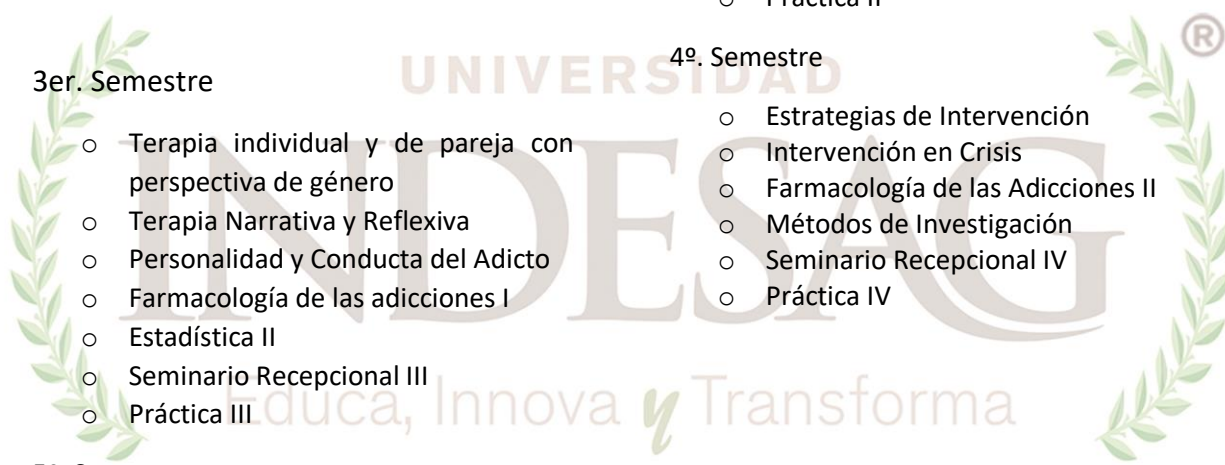 Práctica II
UNIVERSIDAD
INDESAG
Educa, Innova y Transforma
®
3er. Semestre
o Terapia individual y de pareja con
perspectiva de género
o Terapia Narrativa y Reflexiva
o Personalidad y Conducta del Adicto
o Farmacología de las adicciones I
o Estadística II
o Seminario Recepcional III
o Práctica III
4º. Semestre
o Estrategias de Intervención
o Intervención en Crisis
o Farmacología de las Adicciones II
o Métodos de Investigación
o Seminario Recepcional IV
o Práctica IV